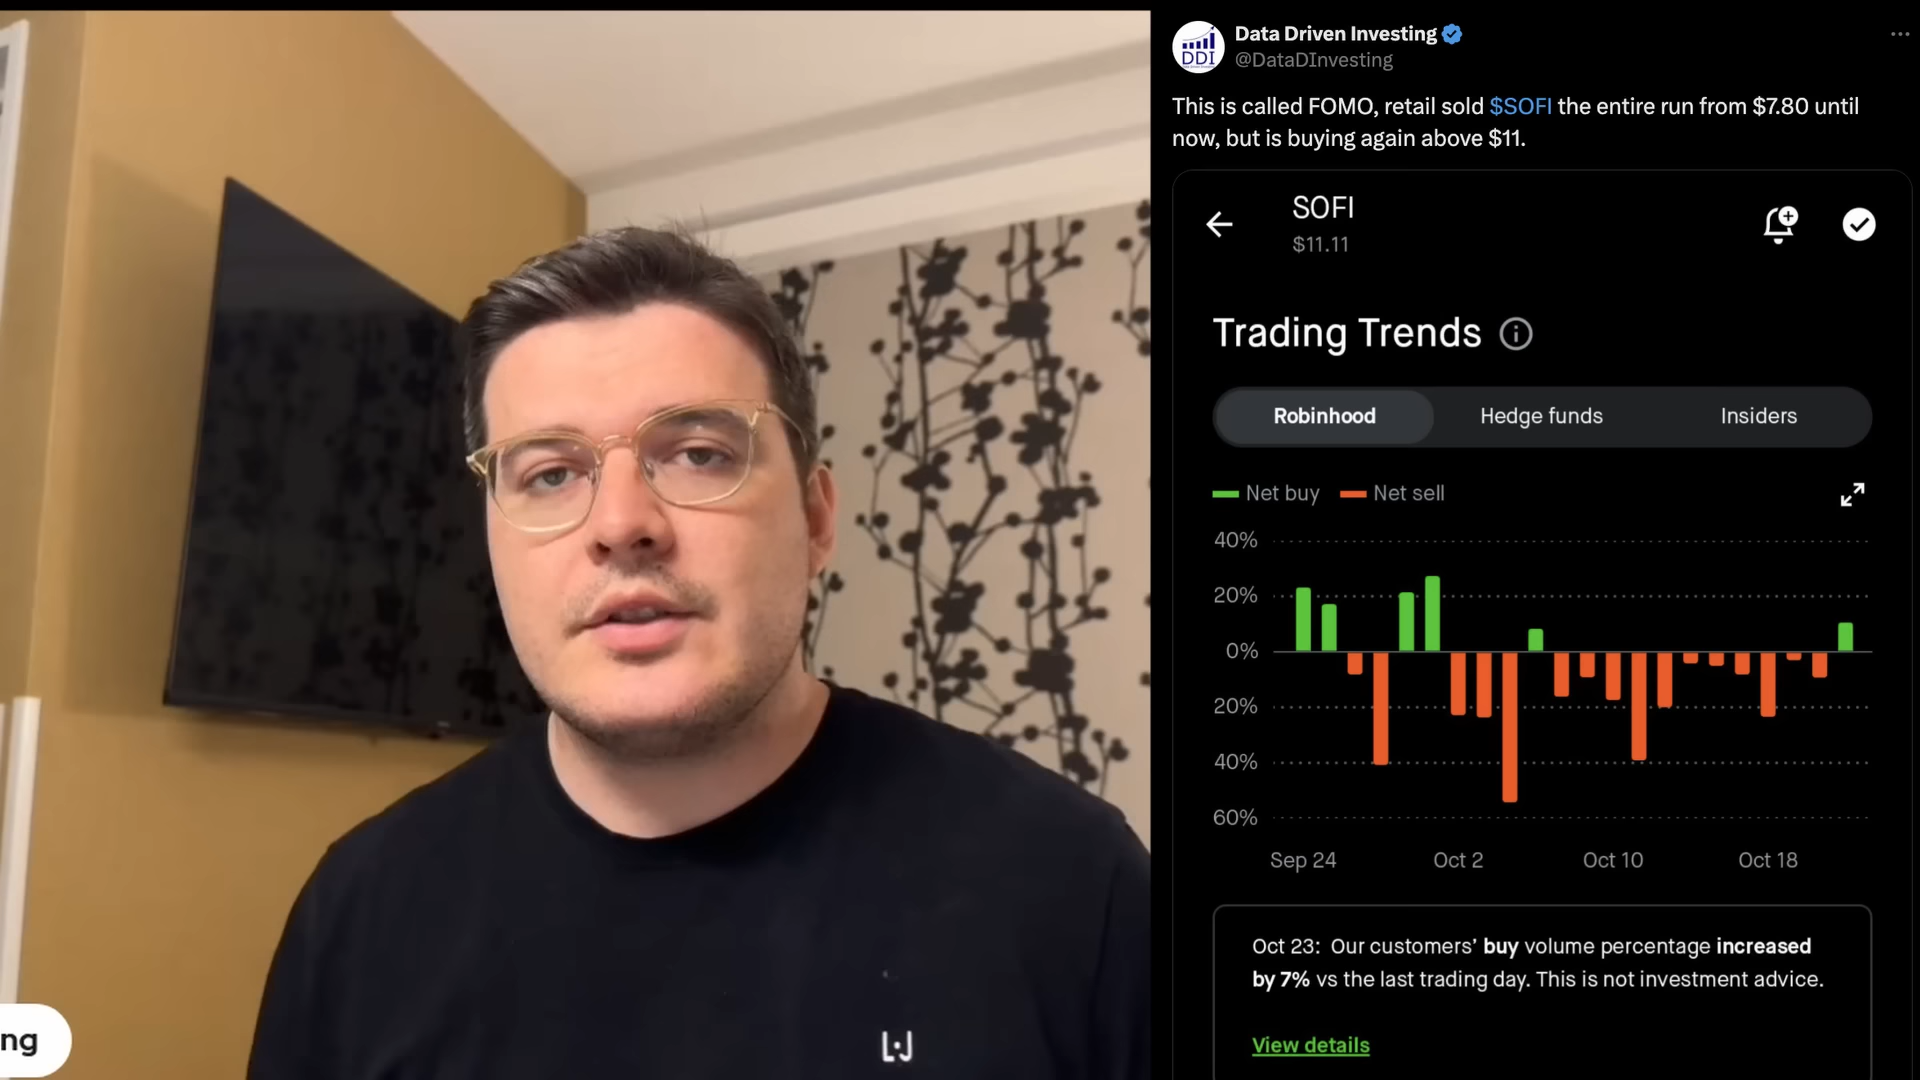 Data Driven Investing
@DataDInvesting
This is called FOMO, retail sold $SOFI the entire run from $7.80 until
now, but is buying again above $11.
SOFI
$11.11
Trading Trends
Robinhood Hedge funds Insiders
Net buy Net sell
40%
20%
0%
20%
40%
60%
Sep 24 Oct 2 Oct 10 Oct 18
Oct 23: Our customers’ buy volume percentage increased
by 7% vs the last trading day. This is not investment advice.
View details
DDI
ng
L·J